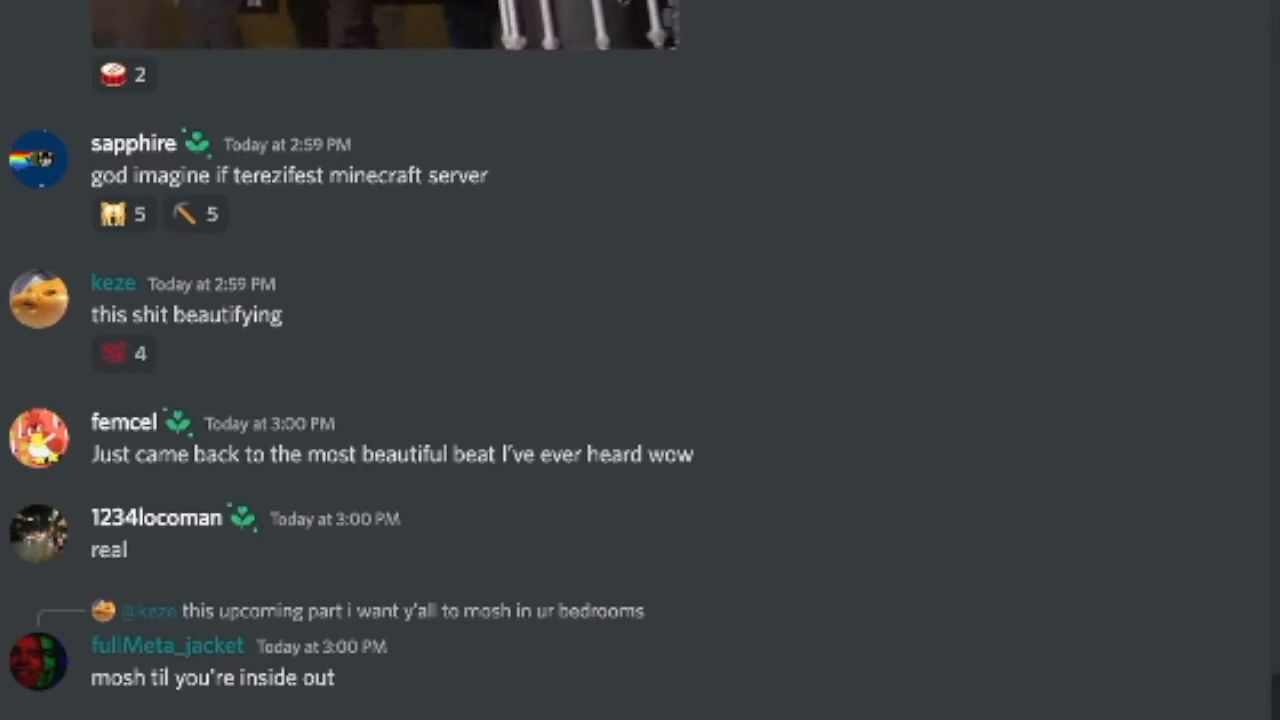 2
sapphire Today at 2:59 PM
god imagine if terezifest minecraft server
5 5
keze Today at 2:59 PM
this shit beautifying
4
femcel Today at 3:00 PM
Just came back to the most beautiful beat I've ever heard wow
1234locoman Today at 3:00 PM
real
@keze this upcoming part i want y'all to mosh in ur bedrooms
fullMeta_jacket Today at 3:00 PM
mosh til you're inside out